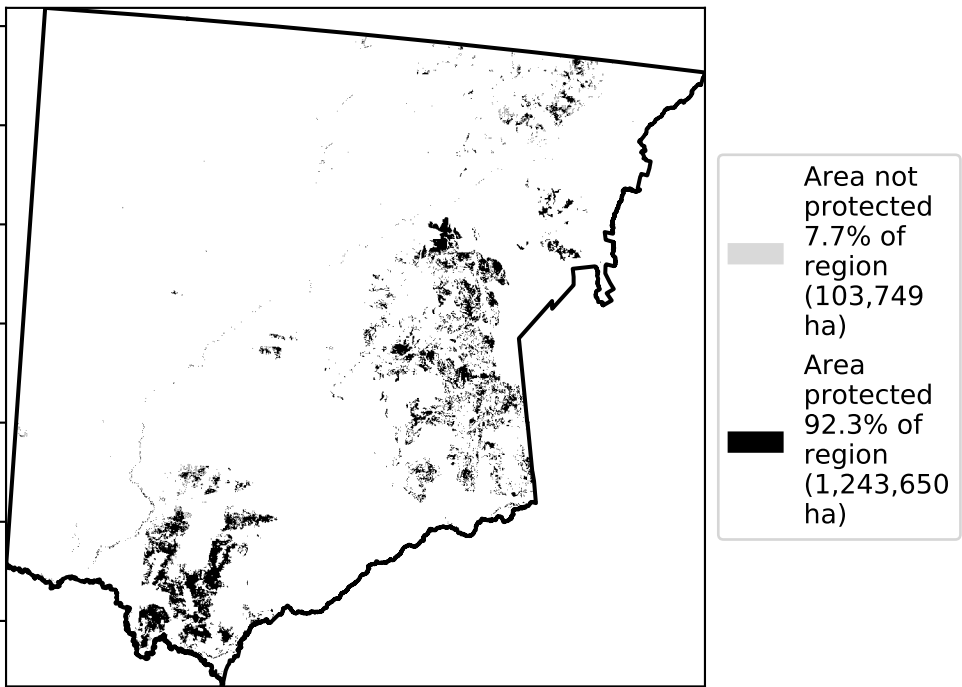 Area not
protected
7.7% of
region
(103,749
ha)
Area
protected
92.3% of
region
(1,243,650
ha)